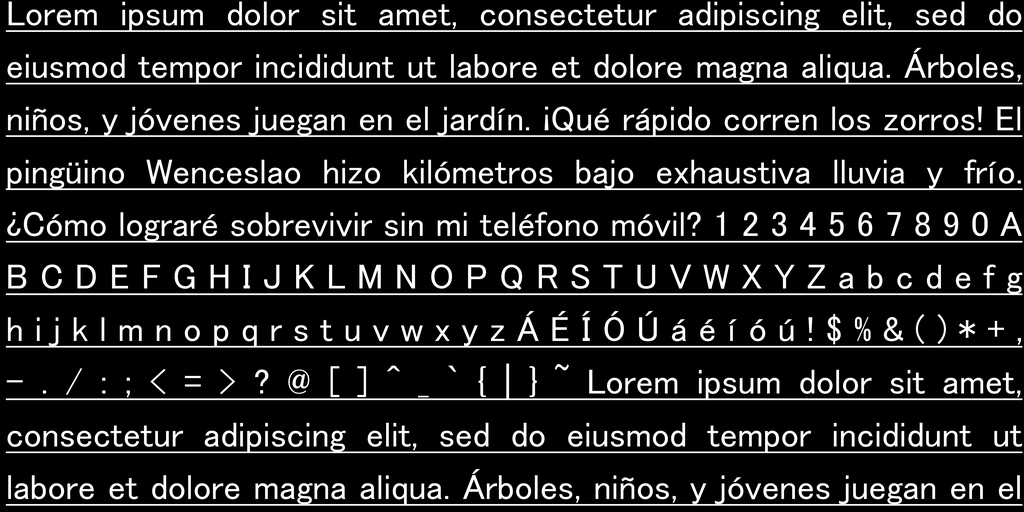 Lorem ipsum dolor sit amet, consectetur adipiscing elit, sed do
eiusmod tempor incididunt ut labore et dolore magna aliqua. Árboles,
niños, y jóvenes juegan en el jardín. ¡Qué rápido corren los zorros! El
pingüino Wenceslao hizo kilómetros bajo exhaustiva lluvia y frío.
¿Cómo lograré sobrevivir sin mi teléfono móvil? 1 2 3 4 5 6 7 8 9 0 A
B C D E F G H I J K L M N O P Q R S T U V W X Y Z a b c d e f g
h i j k l m n o p q r s t u v w x y z Á É Í Ó Ú á é í ó ú ! $ % & ( ) * + ,
- . / : ; < = > ? @ [ ] ^ _ ` { | } ~ Lorem ipsum dolor sit amet,
consectetur adipiscing elit, sed do eiusmod tempor incididunt ut
labore et dolore magna aliqua. Árboles, niños, y jóvenes juegan en el